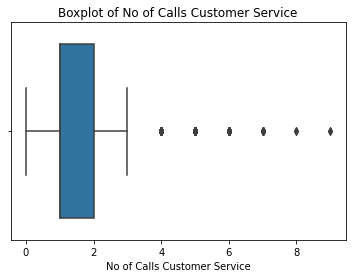 Boxplot of No of Calls Customer Service
0 2 4 6 8
No of Calls Customer Service